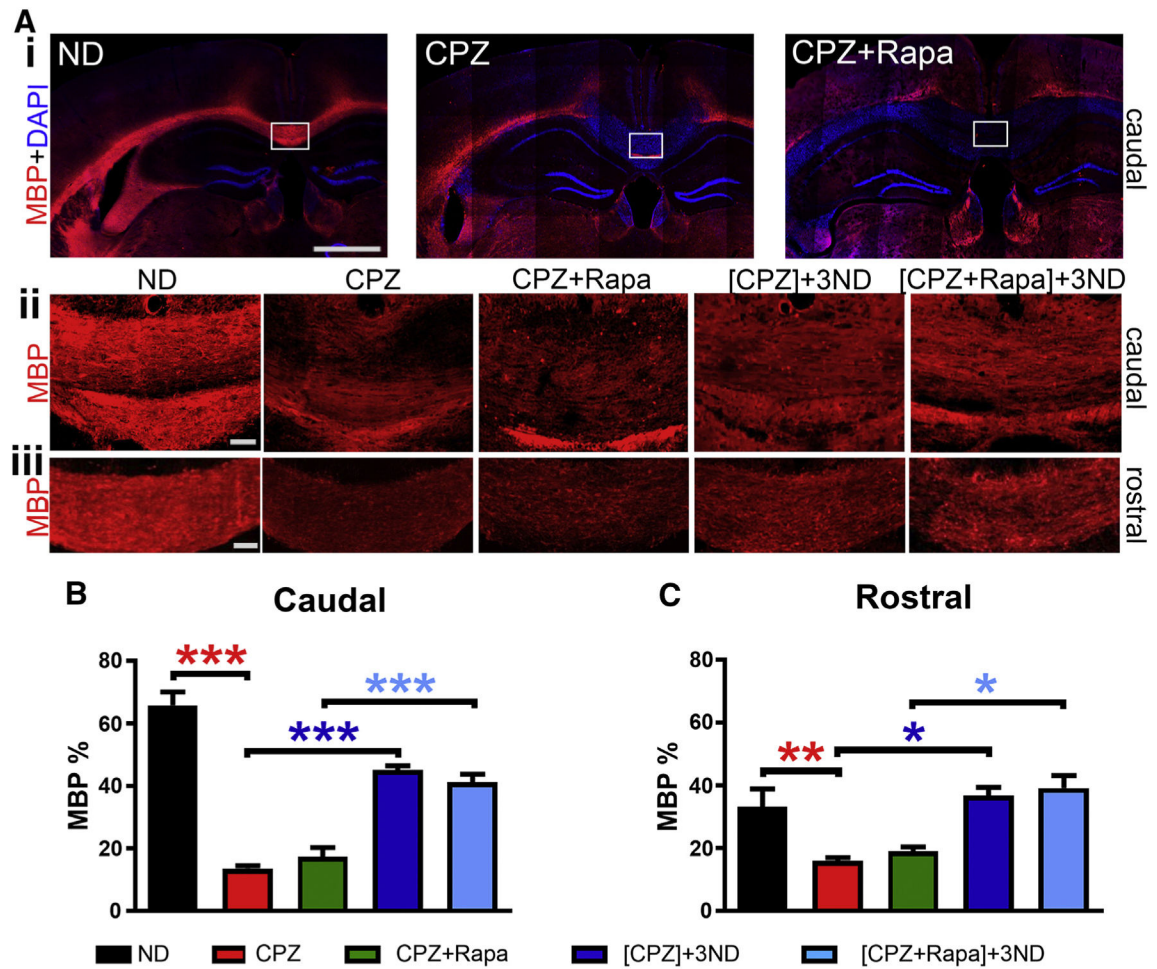 A
i
ND
CPZ
CPZ+Rapa
MBP+DAPI
caudal
ND
CPZ
CPZ+Rapa
[CPZ]+3ND
[CPZ+Rapa]+3ND
ii
MBP
caudal
iii
MBP
rostral
B
Caudal
MBP %
80
60
40
20
0
***
***
***
C
Rostral
MBP %
80
60
40
20
0
**
*
*
ND
CPZ
CPZ+Rapa
[CPZ]+3ND
[CPZ+Rapa]+3ND